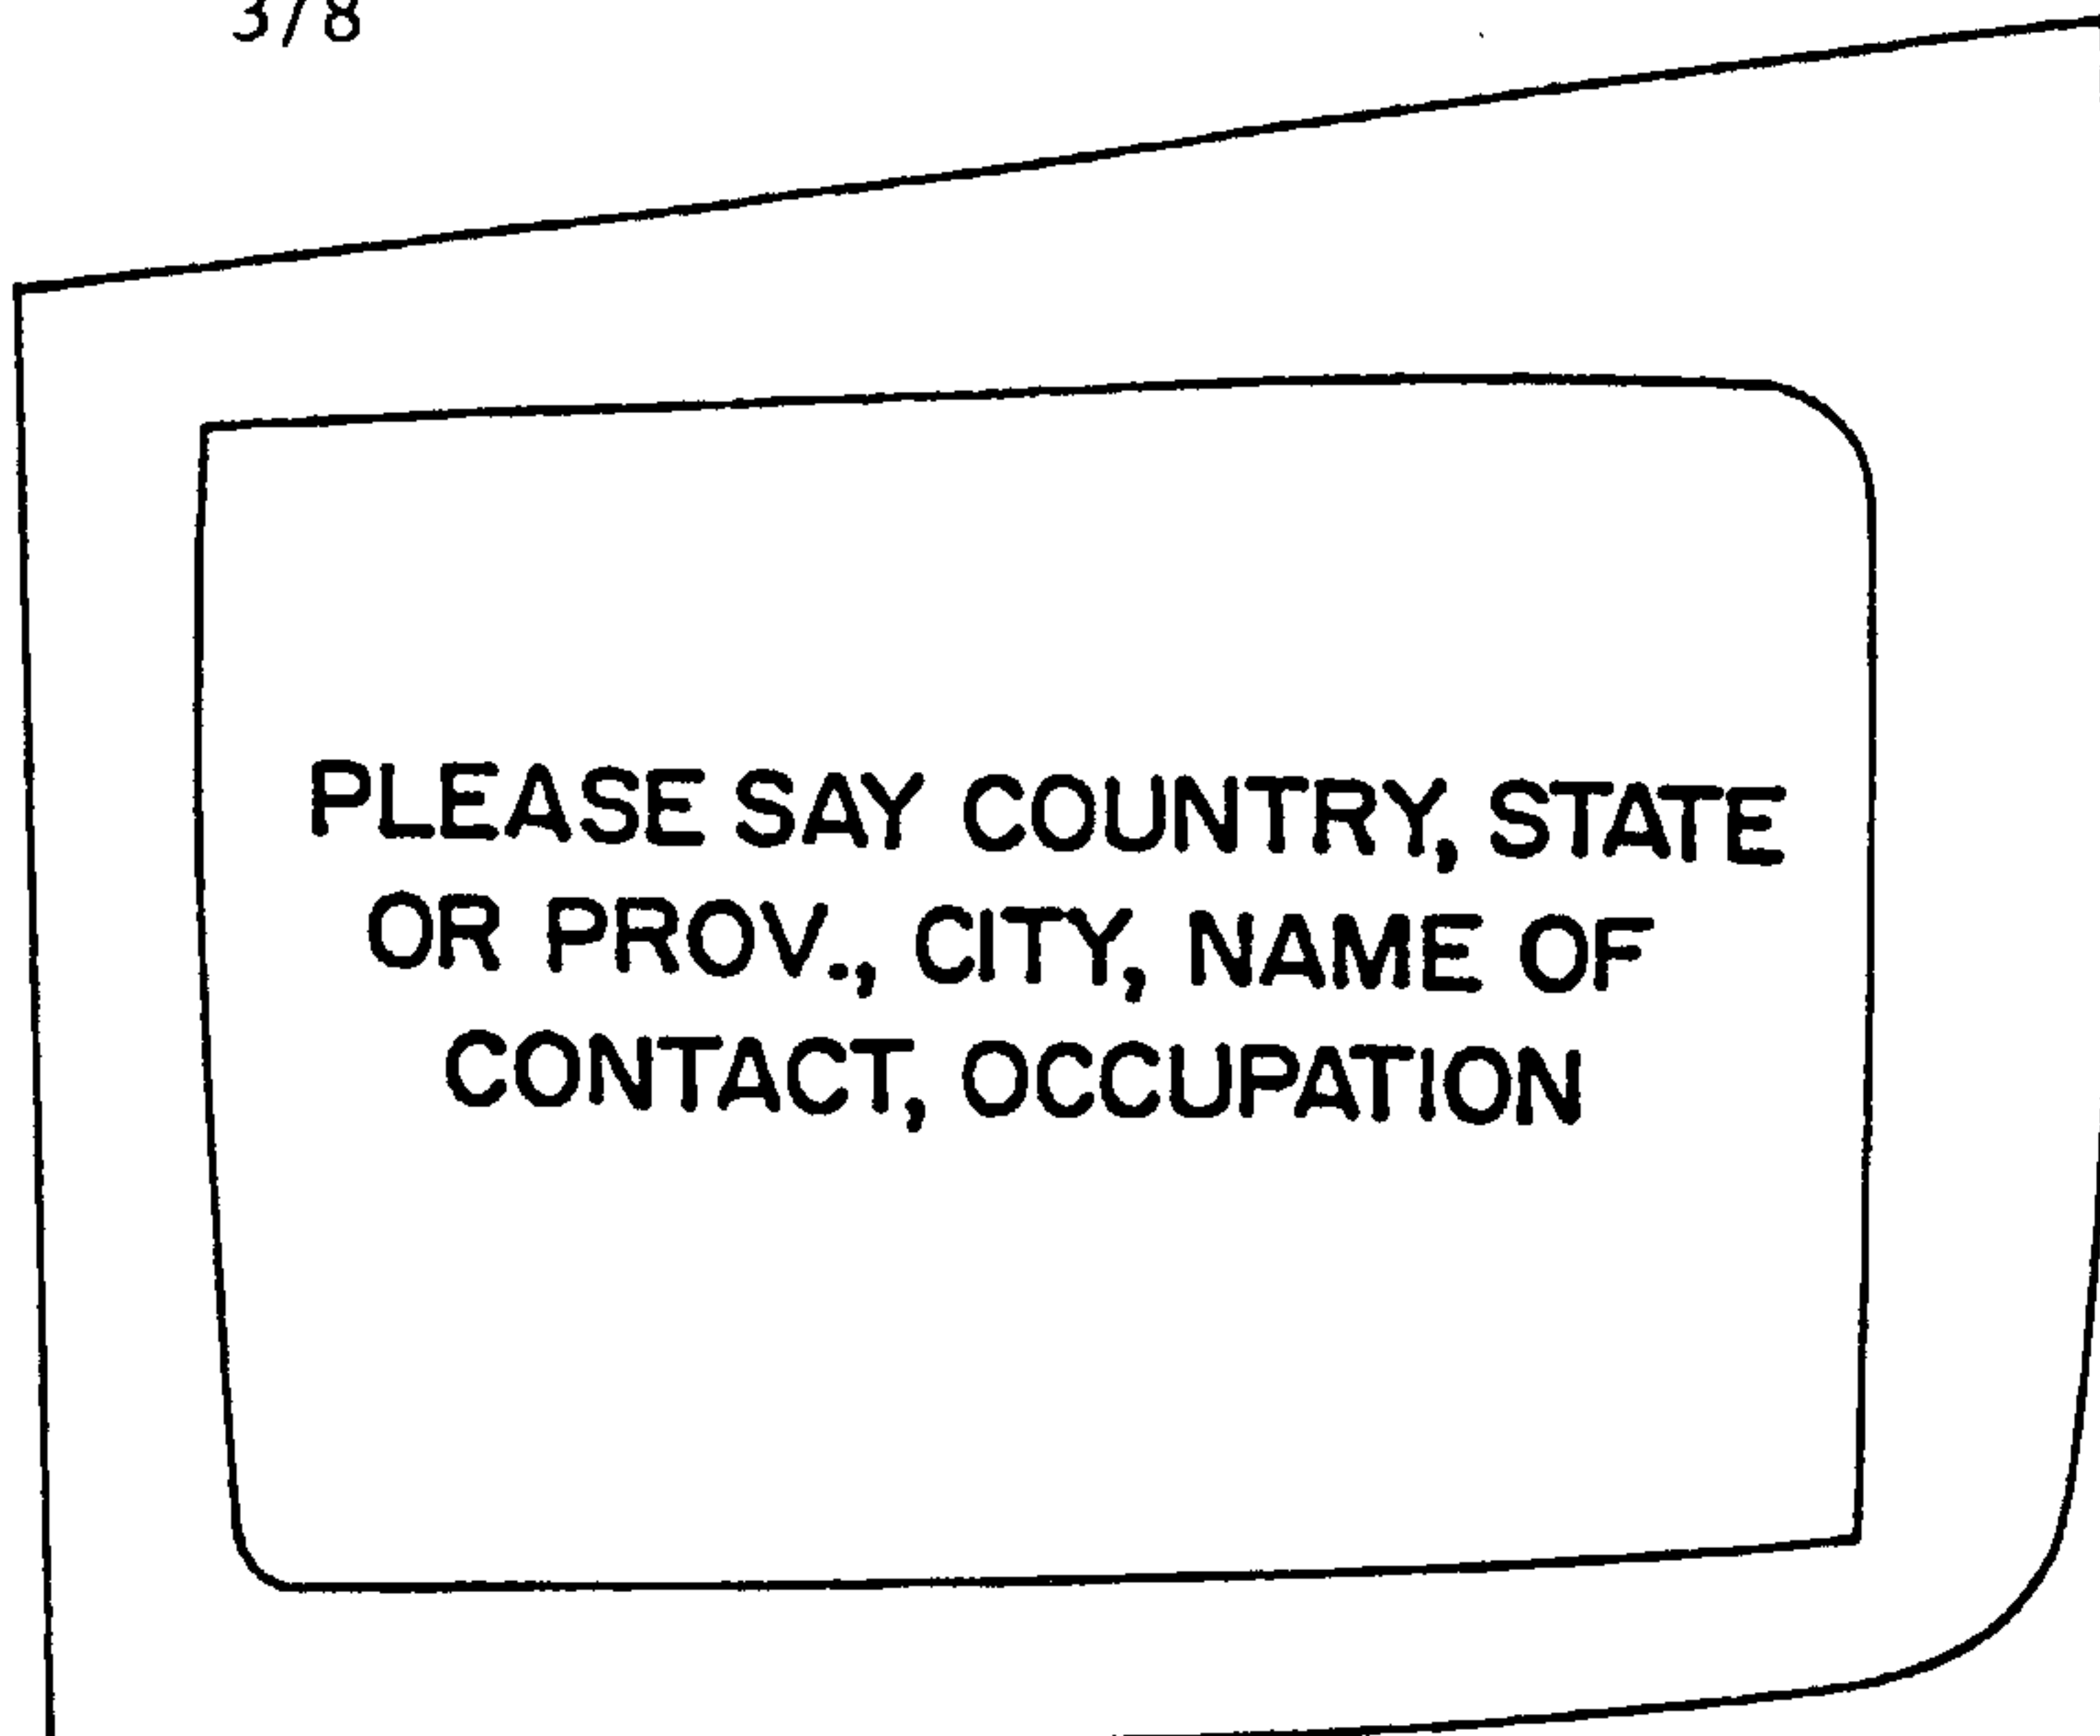 3/8
PLEASE SAY COUNTRY, STATE
OR PROV., CITY, NAME OF
CONTACT, OCCUPATION